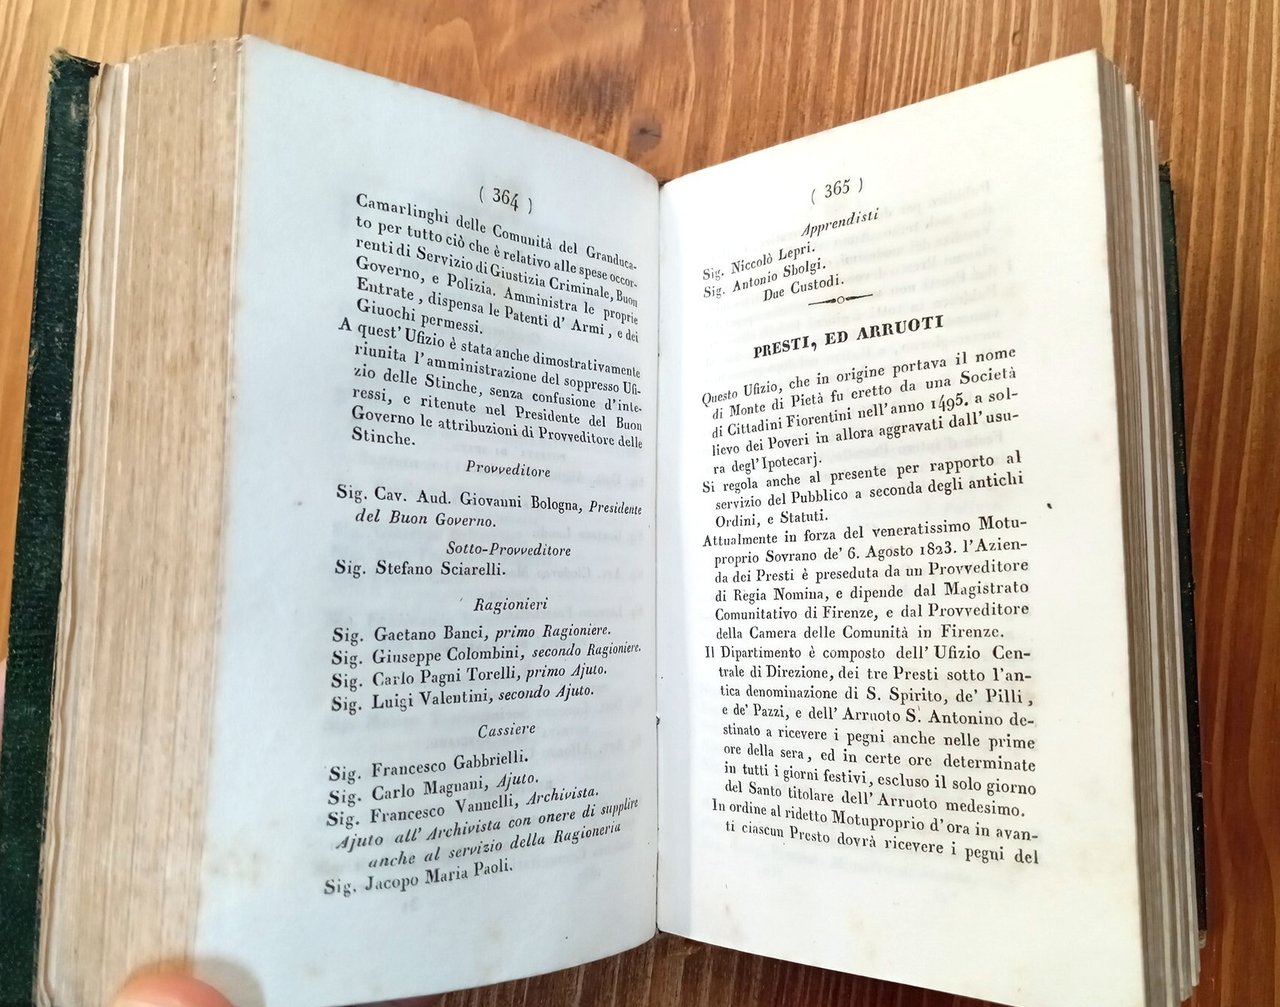 ( 364 )
Camarlinghi delle Comunità del Granduca-
to per tutto ciò che è relativo alle spese occor-
renti di Servizio di Giustizia Criminale, Buon
Governo, e Polizia. Amministra le proprie
Entrate, dispensa le Patenti d' Armi, e dei
Giuochi permessi.
A quest' Ufizio è stata anche dimostrativamente
riunita l'amministrazione del soppresso Ufi-
zio delle Stinche, senza confusione d'inte-
ressi, e ritenute nel Presidente del Buon
Governo le attribuzioni di Provveditore delle
Stinche.
Provveditore
Sig. Cav. Aud. Giovanni Bologna, Presidente
del Buon Governo.
Sotto-Provveditore
Sig. Stefano Sciarelli.
Ragionieri
Sig. Gaetano Banci, primo Ragioniere.
Sig. Giuseppe Colombini, secondo Ragioniere.
Sig. Carlo Pagni Torelli, primo Ajuto.
Sig. Luigi Valentini, secondo Ajuto.
Cassiere
Sig. Francesco Gabbrielli.
Sig. Carlo Magnani, Ajuto.
Sig. Francesco Vannelli, Archivista.
Ajuto all' Archivista con onere di supplire
anche al servizio della Ragioneria
Sig. Jacopo Maria Paoli.
( 365 )
Apprendisti
Sig. Niccolò Lepri.
Sig. Antonio Sbolgi.
Due Custodi.
PRESTI, ED ARRUOTI
Questo Ufizio, che in origine portava il nome
di Monte di Pietà fu eretto da una Società
di Cittadini Fiorentini nell'anno 1495. a sol-
lievo dei Poveri in allora aggravati dall' usu-
ra degl' Ipotecarj.
Si regola anche al presente per rapporto al
servizio del Pubblico a seconda degli antichi
Ordini, e Statuti.
Attualmente in forza del veneratissimo Motu-
proprio Sovrano de' 6. Agosto 1823. l'Azien-
da dei Presti è preseduta da un Provveditore
di Regia Nomina, e dipende dal Magistrato
Comunitativo di Firenze, e dal Provveditore
della Camera delle Comunità in Firenze.
Il Dipartimento è composto dell' Ufizio Cen-
trale di Direzione, dei tre Presti sotto l'an-
tica denominazione di S. Spirito, de' Pilli,
e de' Pazzi, e dell' Arruoto S. Antonino de-
stinato a ricevere i pegni anche nelle prime
ore della sera, ed in certe ore determinate
in tutti i giorni festivi, escluso il solo giorno
del Santo titolare dell' Arruoto medesimo.
In ordine al ridetto Motuproprio d'ora in avan-
ti ciascun Presto dovrà ricevere i pegni del